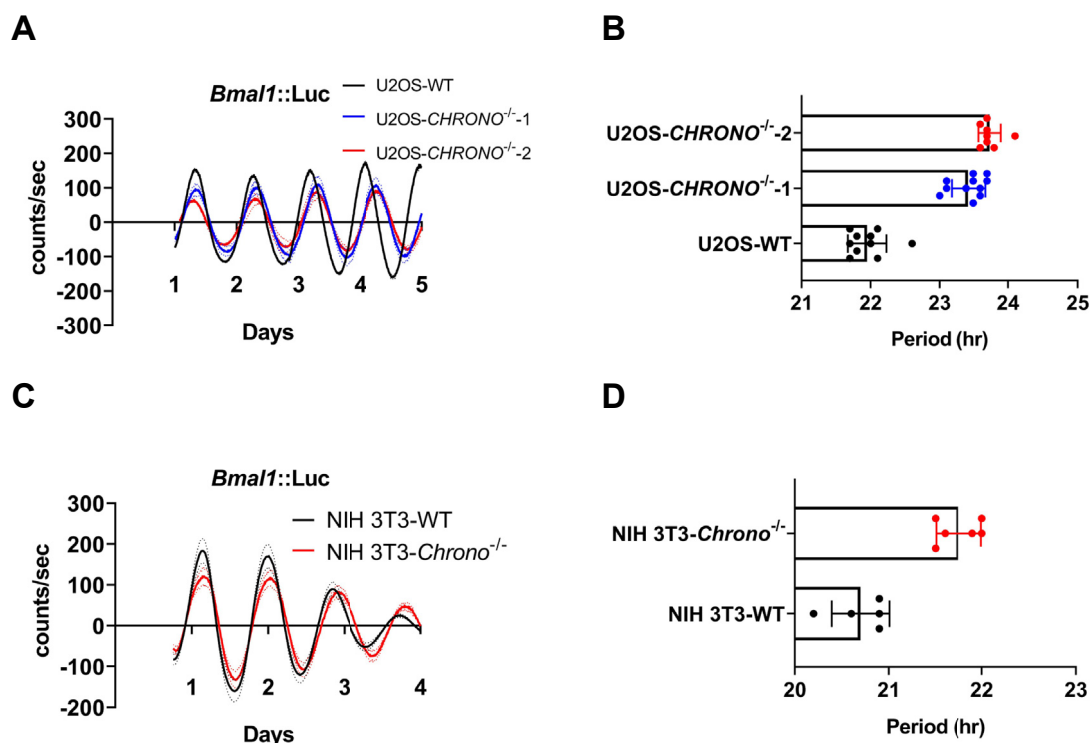 A
Bmal1::Luc
U2OS-WT
U2OS-CHRONO-/--1
U2OS-CHRONO-/--2
counts/sec
300
200
100
0
-100
-200
-300
1 2 3 4 5
Days
B
U2OS-CHRONO-/--2
U2OS-CHRONO-/--1
U2OS-WT
21 22 23 24 25
Period (hr)
C
Bmal1::Luc
NIH 3T3-WT
NIH 3T3-Chrono-/-
counts/sec
300
200
100
0
-100
-200
1 2 3 4
Days
D
NIH 3T3-Chrono-/-
NIH 3T3-WT
20 21 22 23
Period (hr)